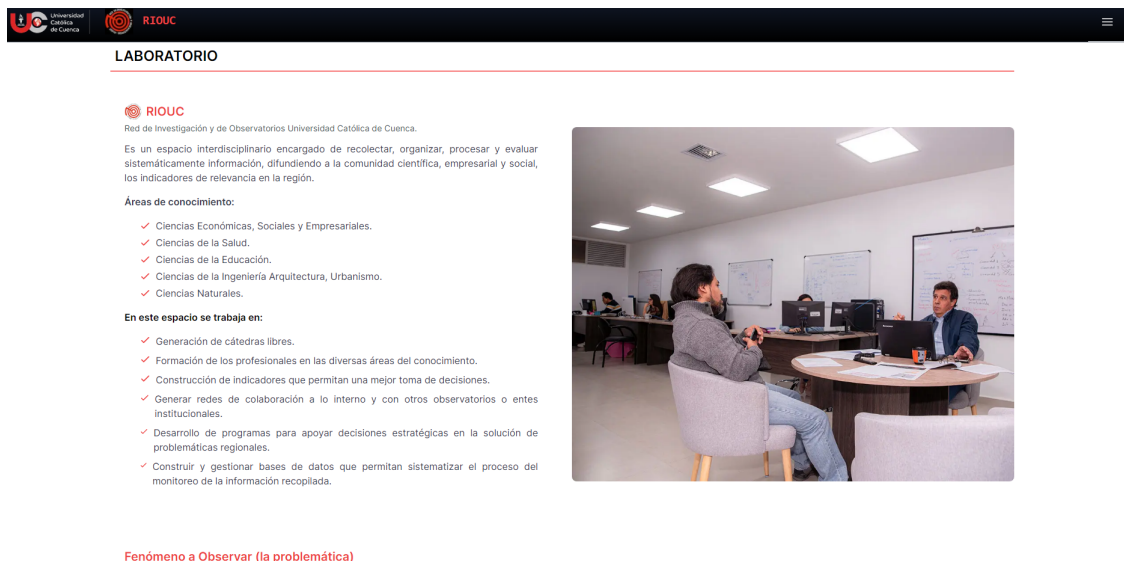 Universidad
Católica
de Cuenca
RIOUC
LABORATORIO
RIOUC
Red de Investigación y de Observatorios Universidad Católica de Cuenca.
Es un espacio interdisciplinario encargado de recolectar, organizar, procesar y evaluar
sistemáticamente información, difundiendo a la comunidad científica, empresarial y social,
los indicadores de relevancia en la región.
Áreas de conocimiento:
Ciencias Económicas, Sociales y Empresariales.
Ciencias de la Salud.
Ciencias de la Educación.
Ciencias de la Ingeniería Arquitectura, Urbanismo.
Ciencias Naturales.
En este espacio se trabaja en:
Generación de cátedras libres.
Formación de los profesionales en las diversas áreas del conocimiento.
Construcción de indicadores que permitan una mejor toma de decisiones.
Generar redes de colaboración a lo interno y con otros observatorios o entes
institucionales.
Desarrollo de programas para apoyar decisiones estratégicas en la solución de
problemáticas regionales.
Construir y gestionar bases de datos que permitan sistematizar el proceso del
monitoreo de la información recopilada.
Fenómeno a Observar (la problemática)